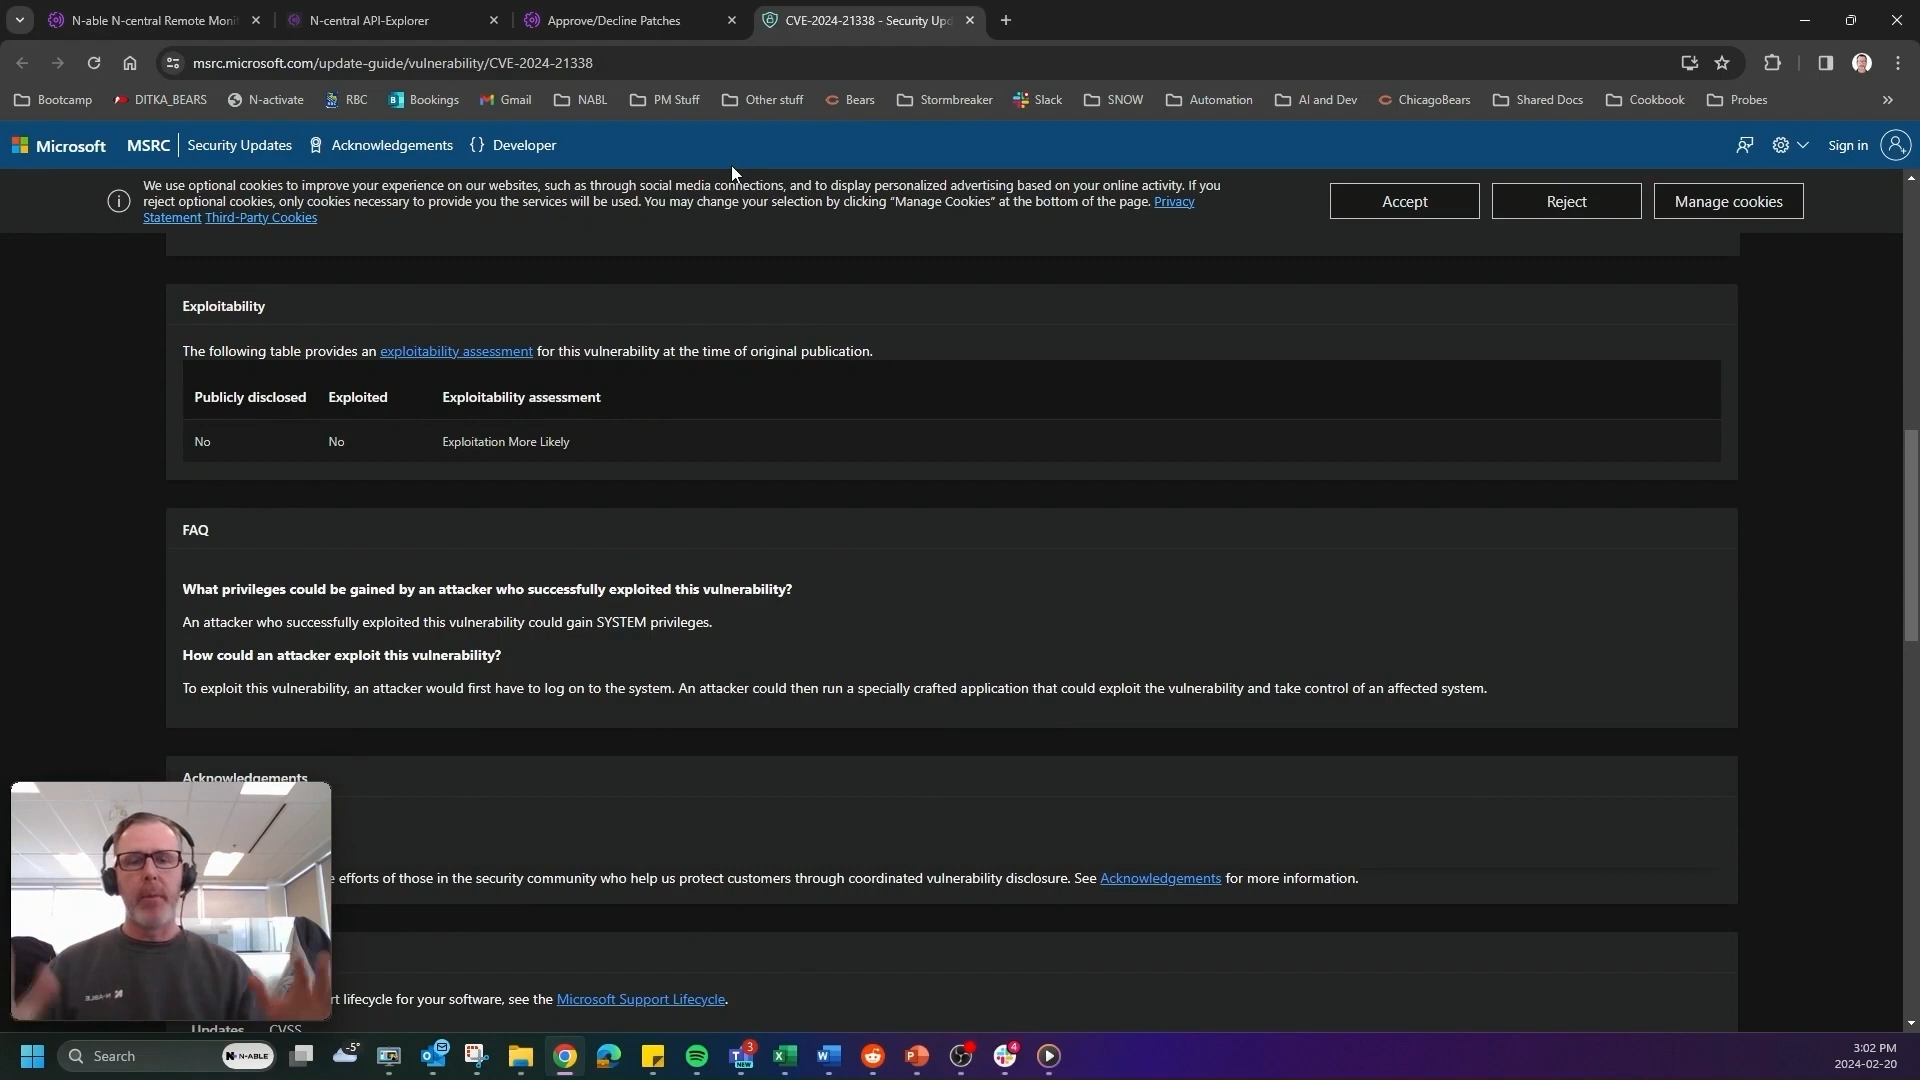 N-able N-central Remote Moni
N-central API-Explorer
Approve/Decline Patches
CVE-2024-21338 - Security Upd
msrc.microsoft.com/update-guide/vulnerability/CVE-2024-21338
Bootcamp
DITKA_BEARS
N-activate
RBC
Bookings
Gmail
NABL
PM Stuff
Other stuff
Bears
Stormbreaker
Slack
SNOW
Automation
AI and Dev
ChicagoBears
Shared Docs
Cookbook
Probes
Microsoft
MSRC
Security Updates
Acknowledgements
{} Developer
Sign in
We use optional cookies to improve your experience on our websites, such as through social media connections, and to display personalized advertising based on your online activity. If you
reject optional cookies, only cookies necessary to provide you the services will be used. You may change your selection by clicking “Manage Cookies” at the bottom of the page. Privacy
Statement Third-Party Cookies
Accept
Reject
Manage cookies
Exploitability
The following table provides an exploitability assessment for this vulnerability at the time of original publication.
Publicly disclosed Exploited Exploitability assessment
No No Exploitation More Likely
FAQ
What privileges could be gained by an attacker who successfully exploited this vulnerability?
An attacker who successfully exploited this vulnerability could gain SYSTEM privileges.
How could an attacker exploit this vulnerability?
To exploit this vulnerability, an attacker would first have to log on to the system. An attacker could then run a specially crafted application that could exploit the vulnerability and take control of an affected system.
Acknowledgements
efforts of those in the security community who help us protect customers through coordinated vulnerability disclosure. See Acknowledgements for more information.
lifecycle for your software, see the Microsoft Support Lifecycle.
Updates CVSS
Search
N-ABLE
-5°
3
NEW
4
3:02 PM
2024-02-20